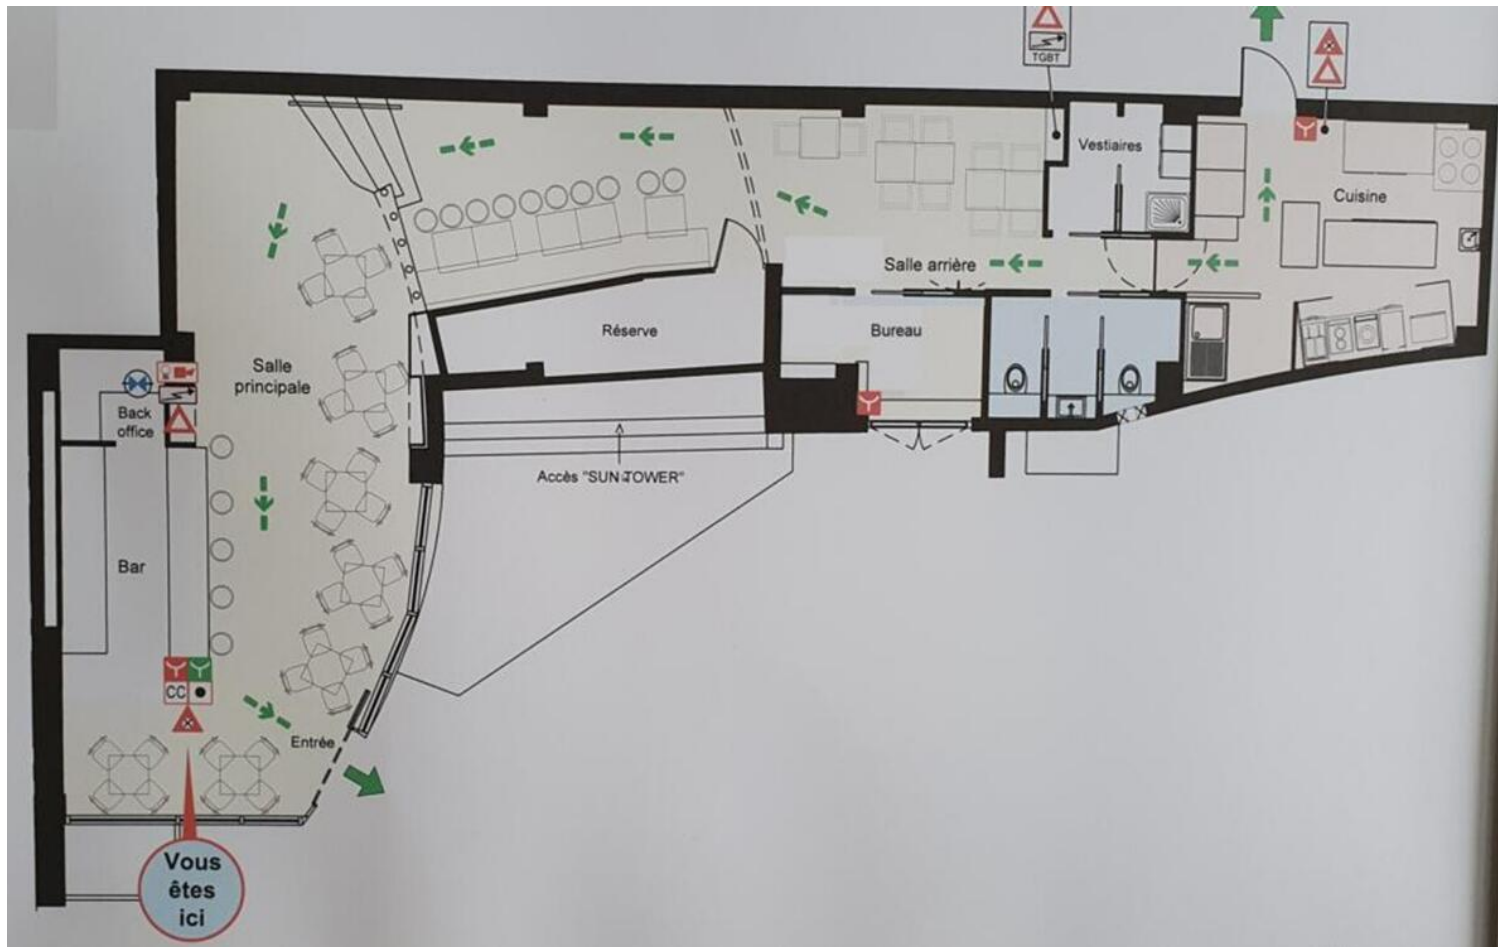 TGBT
Vestiaires
Cuisine
Salle arrière
Réserve
Bureau
Salle
principale
Back
office
Accès "SUN TOWER"
Bar
CC
Entrée
Vous
êtes
ici